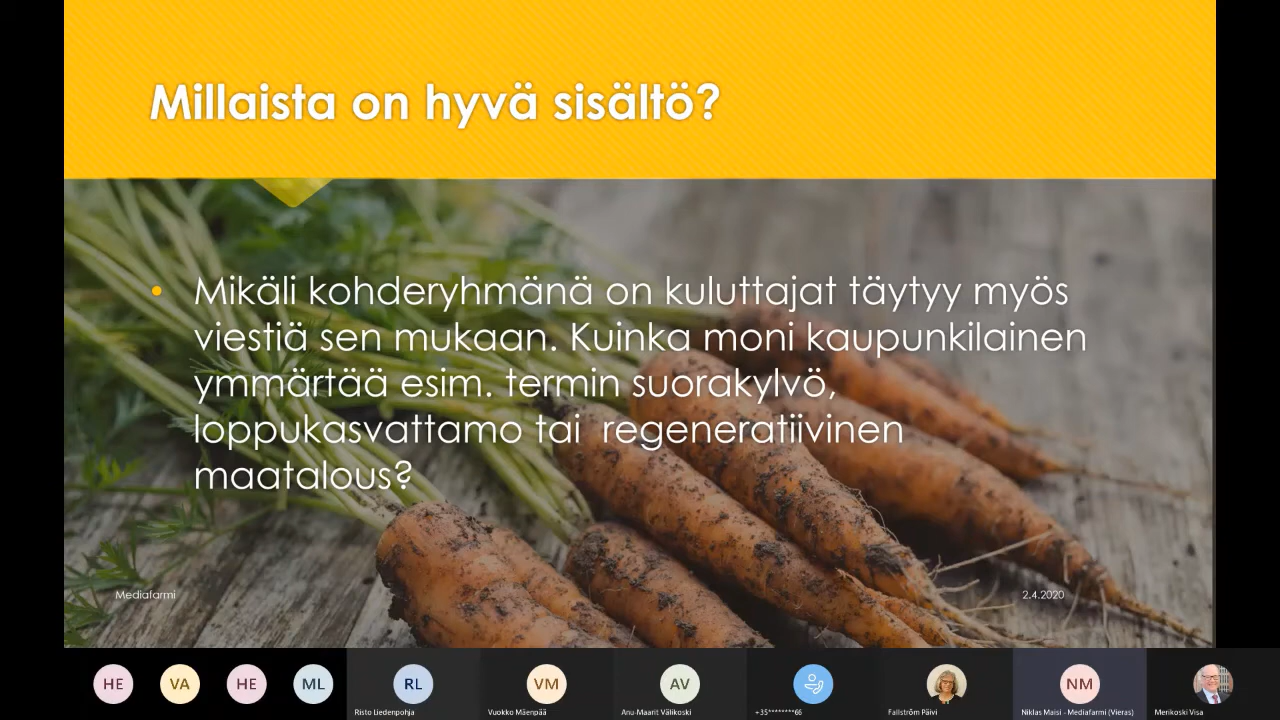 Millaista on hyvä sisältö?
• Mikäli kohderyhmänä on kuluttajat täytyy myös
viestiä sen mukaan. Kuinka moni kaupunkilainen
ymmärtää esim. termin suorakylvö,
loppukasvattamo tai regeneratiivinen
maatalous?
Mediafarmi
2.4.2020
HE
VA
HE
ML
RL
VM
AV
NM
Risto Liedenpohja
Vuokko Mäenpää
Anu-Maarit Välikoski
+35********66
Fallström Päivi
Niklas Maisi - Mediafarmi (Vieras)
Merikoski Visa